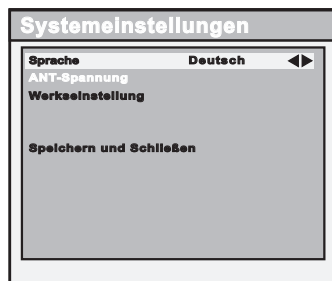 Systemeinstellungen
Sprache Deutsch
ANT-Spannung
Werkseinstellung
Speichern und Schließen